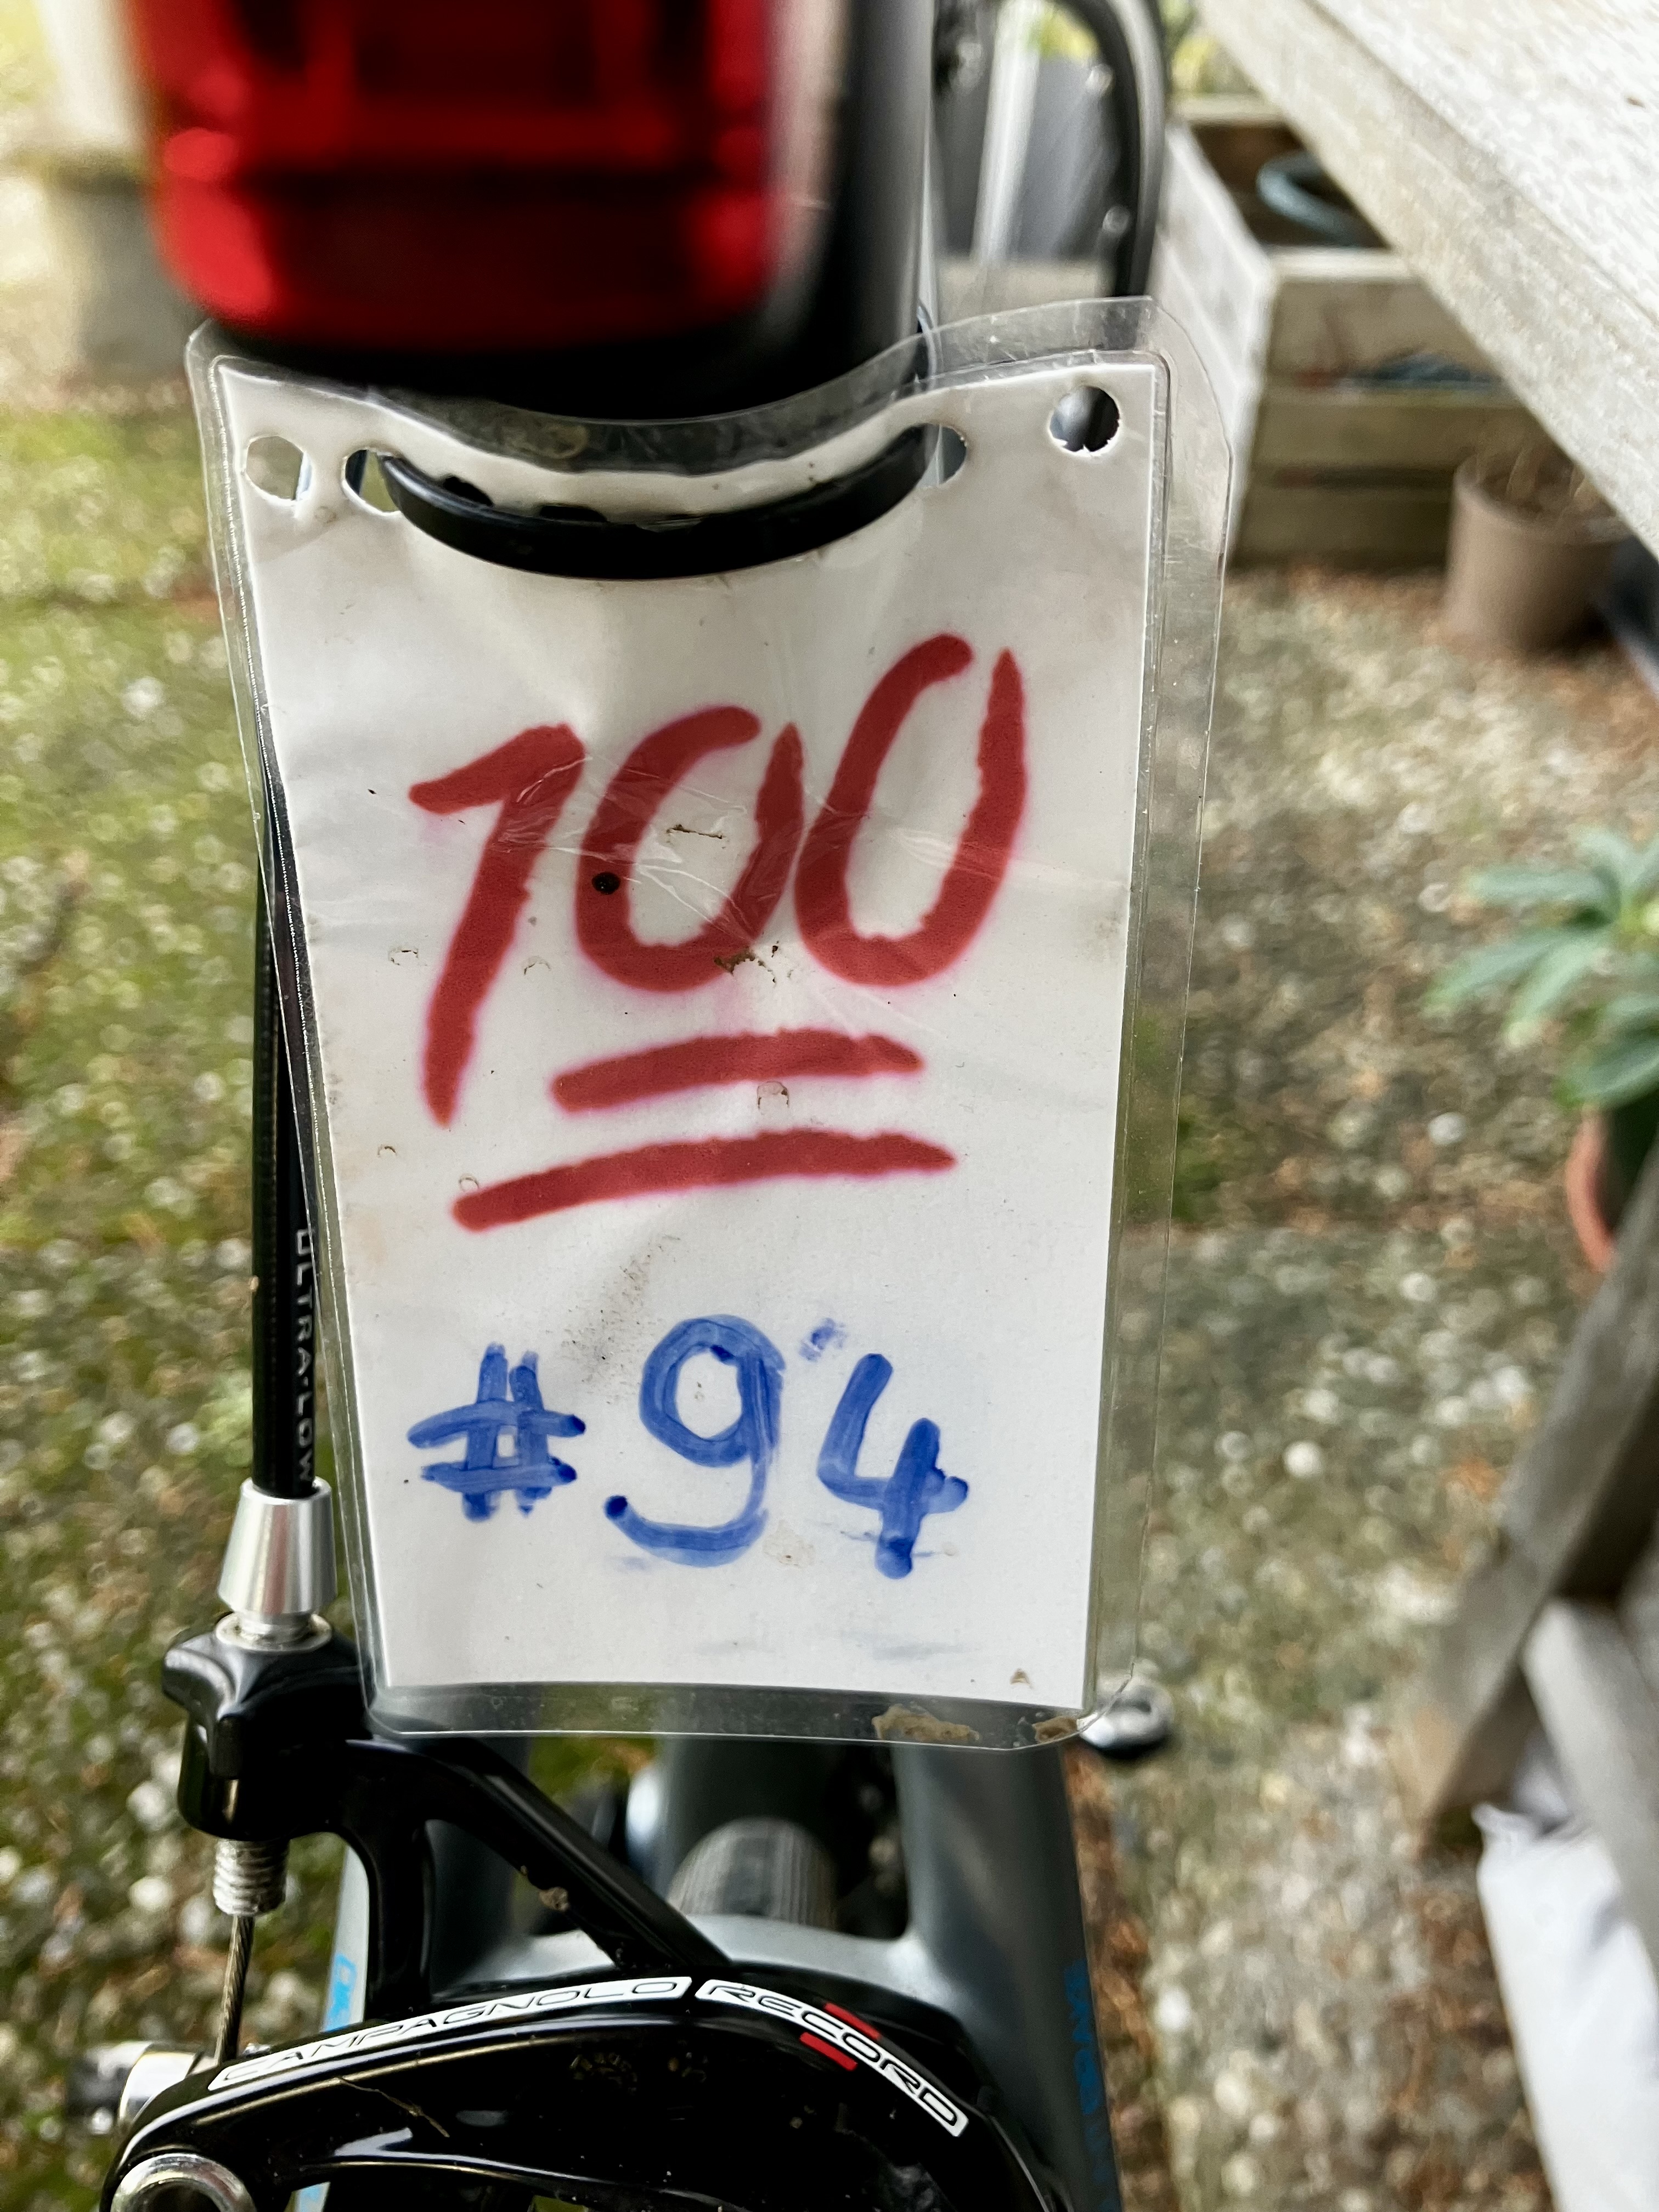 100
#94
ULTRA-LOW
CAMPAGNOLO RECORD